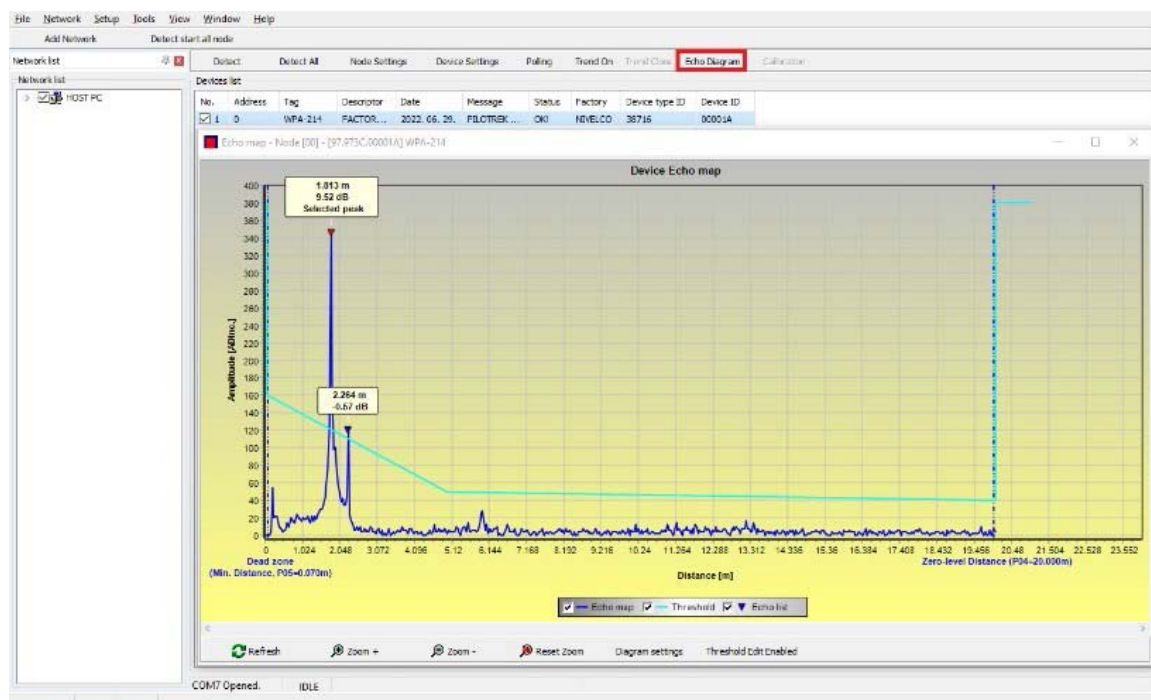 File Network Setup Tools View Window Help
Add Network Detect start all node
Network list
Detect Detect All Node Settings Device Settings Polling Trend On Trend Close Echo Diagram Calibration
Network list
Devices list
HOST PC
No. Address Tag Descriptor Date Message Status Factory Device type ID Device ID
1 0 WPA-214 FACTOR... 2022. 06. 29. PILOTREK ... OK! NIVELCO 38716 00001A
Echo map - Node [00] - [97.973C.00001A] WPA-214
Device Echo map
1.813 m
9.52 dB
Selected peak
2.264 m
-0.57 dB
400
380
360
340
320
300
280
260
240
220
200
180
160
140
120
100
80
60
40
20
0
Amplitude [ADInc.]
0 1.024 2.048 3.072 4.096 5.12 6.144 7.168 8.192 9.216 10.24 11.264 12.288 13.312 14.336 15.36 16.384 17.408 18.432 19.456 20.48 21.504 22.528 23.552
Dead zone
(Min. Distance, P05=0.070m)
Zero-level Distance (P04=20.000m)
Distance [m]
Echo map Threshold Echo list
Refresh Zoom + Zoom - Reset Zoom Diagram settings Threshold Edit Enabled
COM7 Opened. IDLE